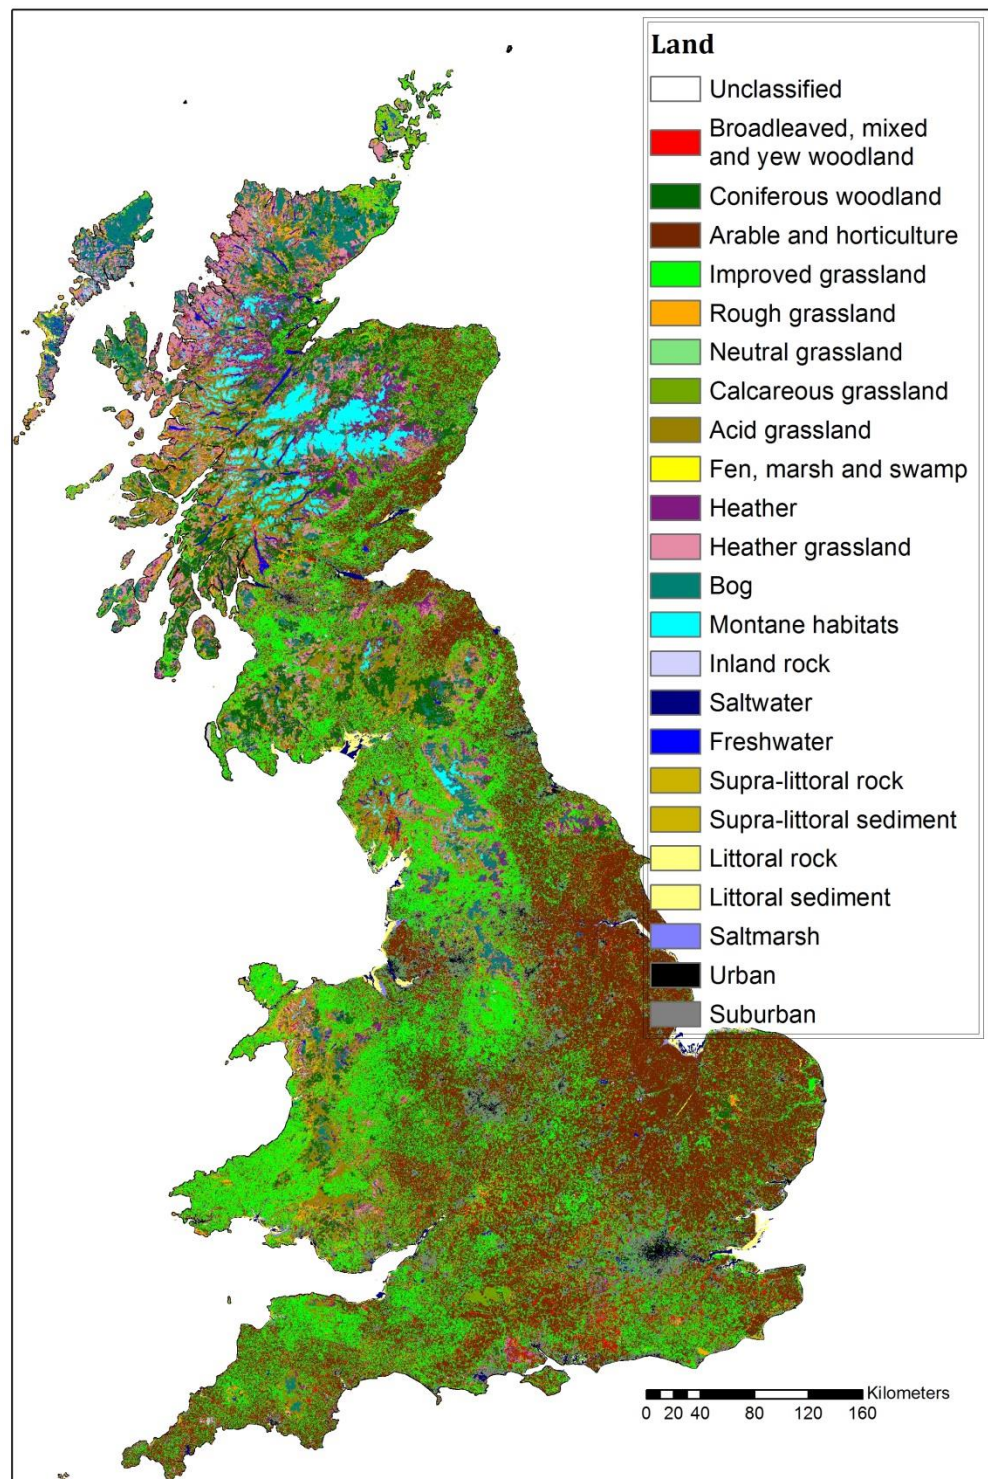 Land
Unclassified
Broadleaved, mixed
and yew woodland
Coniferous woodland
Arable and horticulture
Improved grassland
Rough grassland
Neutral grassland
Calcareous grassland
Acid grassland
Fen, marsh and swamp
Heather
Heather grassland
Bog
Montane habitats
Inland rock
Saltwater
Freshwater
Supra-littoral rock
Supra-littoral sediment
Littoral rock
Littoral sediment
Saltmarsh
Urban
Suburban
Kilometers
0 20 40 80 120 160